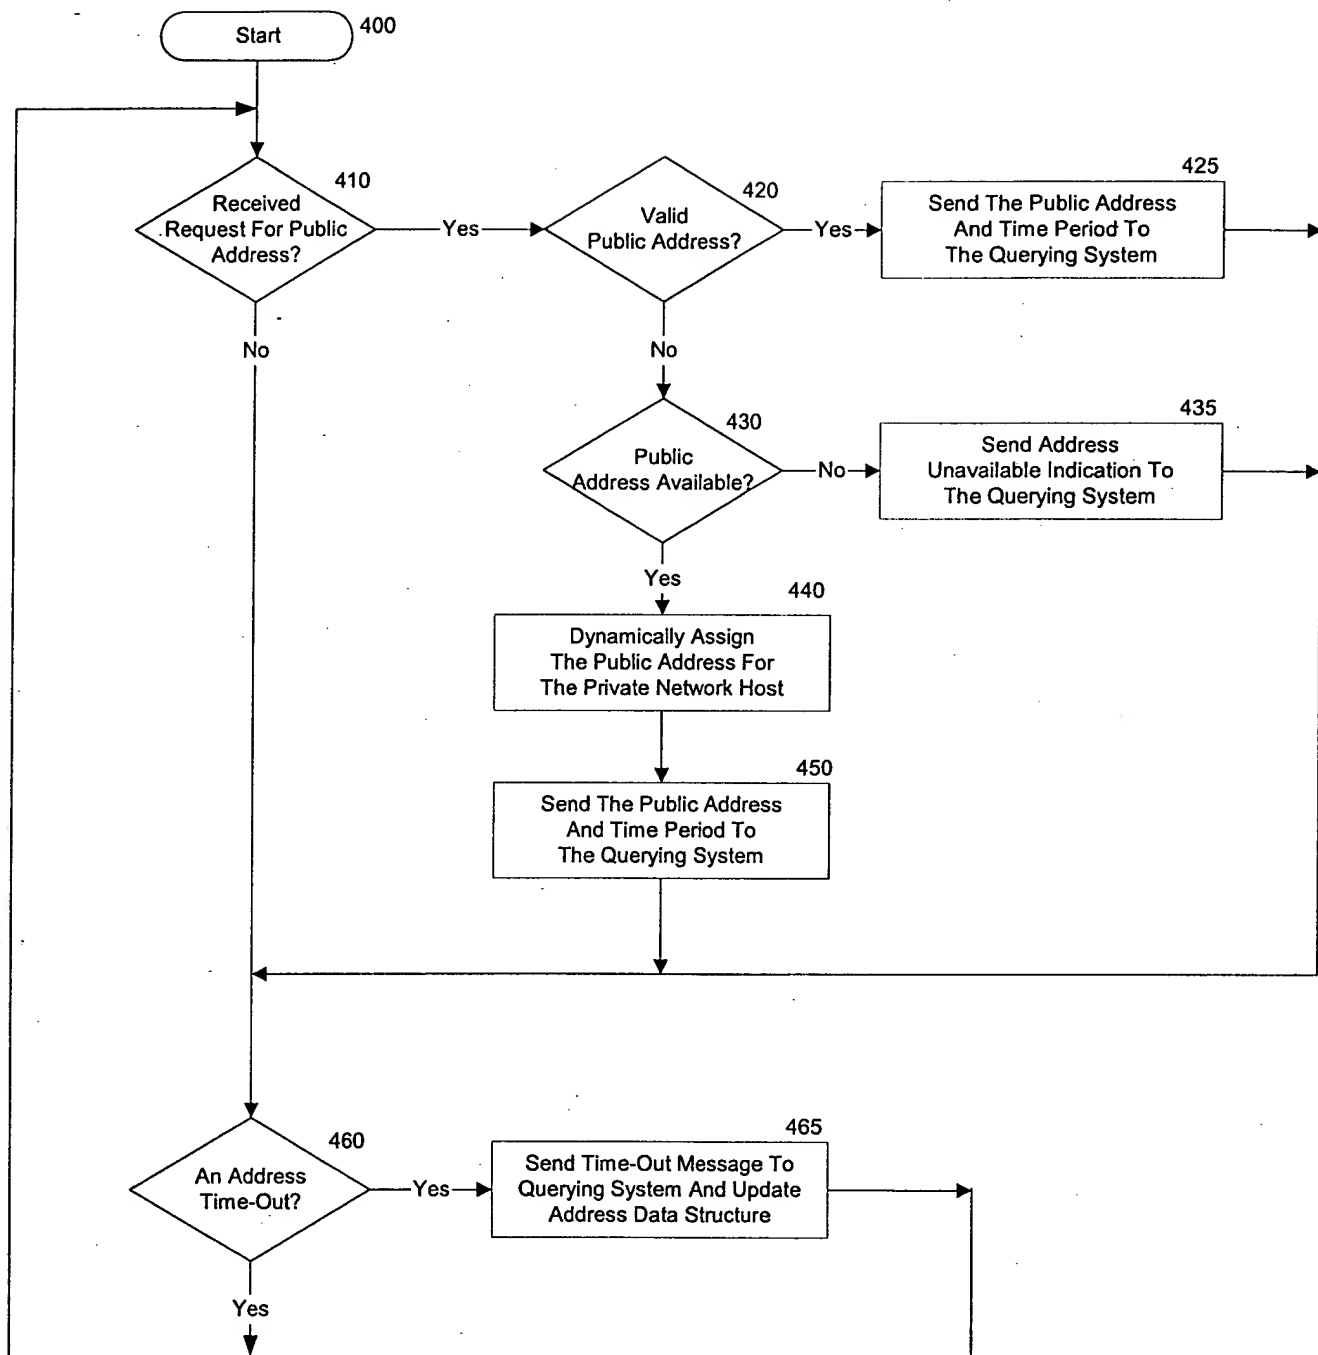 Start
400
410
Received
Request For Public
Address?
Yes
420
Valid
Public Address?
Yes
425
Send The Public Address
And Time Period To
The Querying System
No
No
430
Public
Address Available?
No
435
Send Address
Unavailable Indication To
The Querying System
Yes
440
Dynamically Assign
The Public Address For
The Private Network Host
450
Send The Public Address
And Time Period To
The Querying System
460
An Address
Time-Out?
Yes
465
Send Time-Out Message To
Querying System And Update
Address Data Structure
Yes